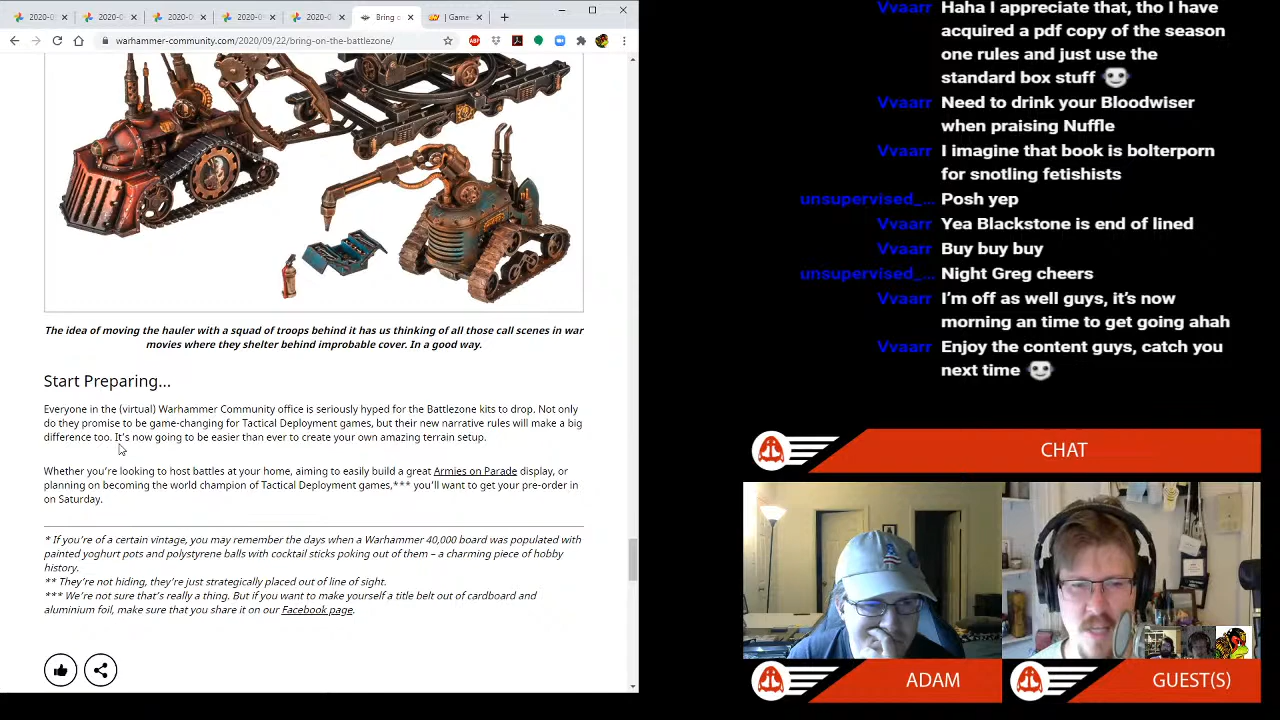 2020-0
2020-0
2020-0
2020-0
2020-0
Bring o
Game
warhammer-community.com/2020/09/22/bring-on-the-battlezone/
ABP
The idea of moving the hauler with a squad of troops behind it has us thinking of all those call scenes in war
movies where they shelter behind improbable cover. In a good way.
Start Preparing...
Everyone in the (virtual) Warhammer Community office is seriously hyped for the Battlezone kits to drop. Not only
do they promise to be game-changing for Tactical Deployment games, but their new narrative rules will make a big
difference too. It's now going to be easier than ever to create your own amazing terrain setup.
Whether you're looking to host battles at your home, aiming to easily build a great Armies on Parade display, or
planning on becoming the world champion of Tactical Deployment games,*** you'll want to get your pre-order in
on Saturday.
* If you're of a certain vintage, you may remember the days when a Warhammer 40,000 board was populated with
painted yoghurt pots and polystyrene balls with cocktail sticks poking out of them – a charming piece of hobby
history.
** They're not hiding, they're just strategically placed out of line of sight.
*** We're not sure that's really a thing. But if you want to make yourself a title belt out of cardboard and
aluminium foil, make sure that you share it on our Facebook page.
Vvaarr Haha I appreciate that, tho I have
acquired a pdf copy of the season
one rules and just use the
standard box stuff
Vvaarr Need to drink your Bloodwiser
when praising Nuffle
Vvaarr I imagine that book is bolterporn
for snotling fetishists
unsupervised_... Posh yep
Vvaarr Yea Blackstone is end of lined
Vvaarr Buy buy buy
unsupervised_... Night Greg cheers
Vvaarr I'm off as well guys, it's now
morning an time to get going ahah
Vvaarr Enjoy the content guys, catch you
next time
CHAT
ADAM
GUEST(S)